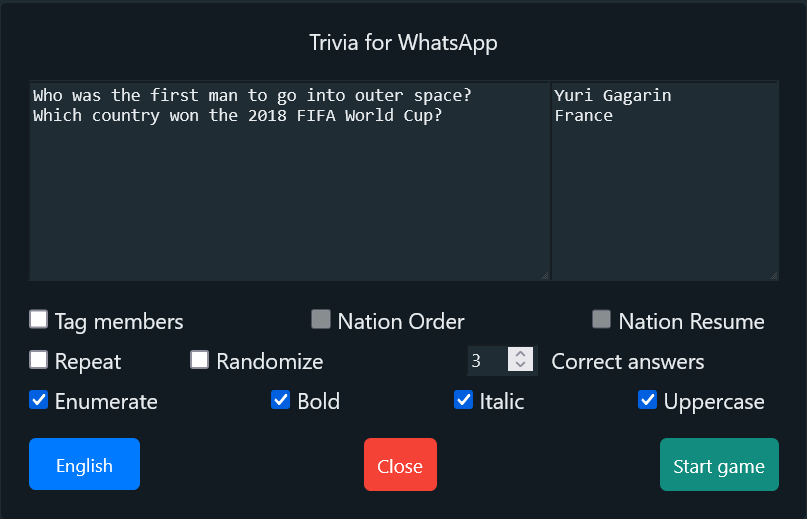 Trivia for WhatsApp
Who was the first man to go into outer space?
Which country won the 2018 FIFA World Cup?
Yuri Gagarin
France
Tag members
Nation Order
Nation Resume
Repeat
Randomize
3
Correct answers
Enumerate
Bold
Italic
Uppercase
English
Close
Start game